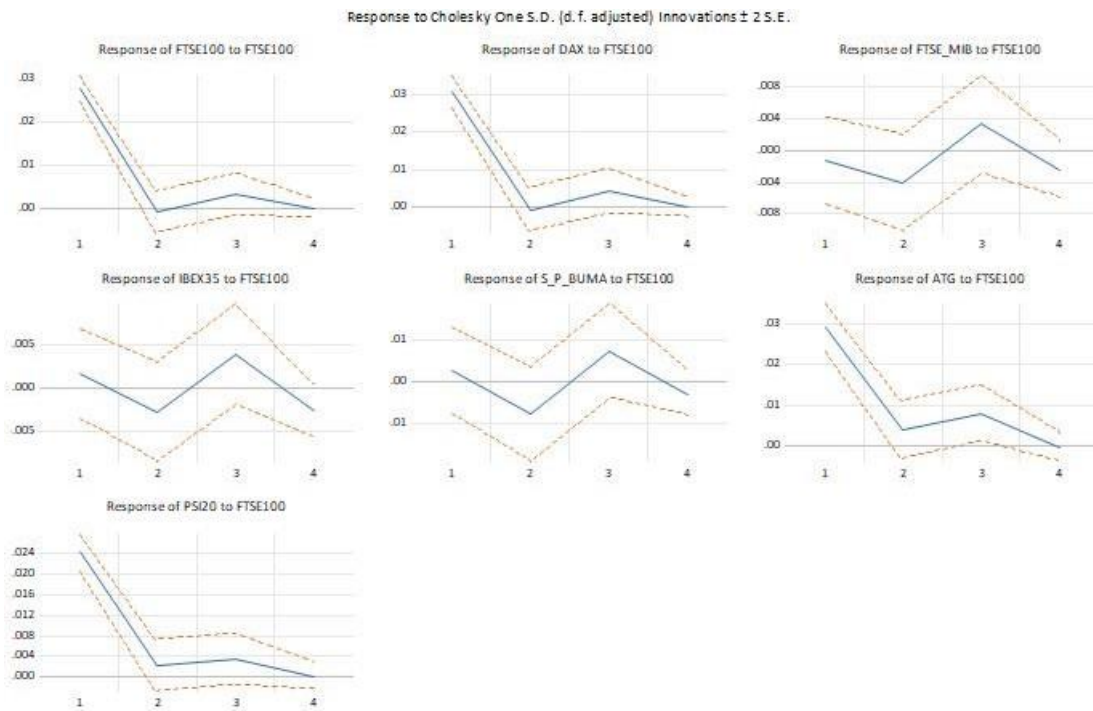 Response to Cholesky One S.D. (d.f. adjusted) Innovations ± 2 S.E.
Response of FTSE100 to FTSE100
.03
.02
.01
.00
1 2 3 4
Response of DAX to FTSE100
.03
.02
.01
.00
1 2 3 4
Response of FTSE_MIB to FTSE100
.008
.004
.000
.004
.008
1 2 3 4
Response of IBEX35 to FTSE100
.005
.000
.005
1 2 3 4
Response of S_P_BUMA to FTSE100
.01
.00
.01
1 2 3 4
Response of ATG to FTSE100
.03
.02
.01
.00
1 2 3 4
Response of PSI20 to FTSE100
.024
.020
.016
.012
.008
.004
.000
1 2 3 4